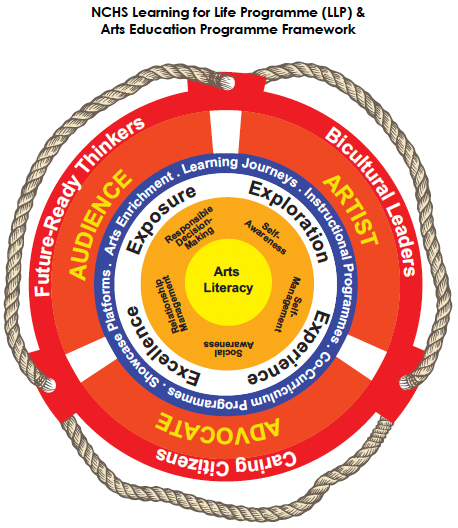 NCHS Learning for Life Programme (LLP) &
Arts Education Programme Framework
Future-Ready Thinkers
Bicultural Leaders
Caring Citizens
AUDIENCE
ARTIST
ADVOCATE
Showcase Platforms . Arts Enrichment . Learning Journeys . Instructional Programmes . Co-Curriculum Programmes .
Exposure
Exploration
Experience
Excellence
Responsible
Decision-
Making
Self-
Awareness
Self-
Management
Social
Awareness
Relationship
Management
Arts
Literacy